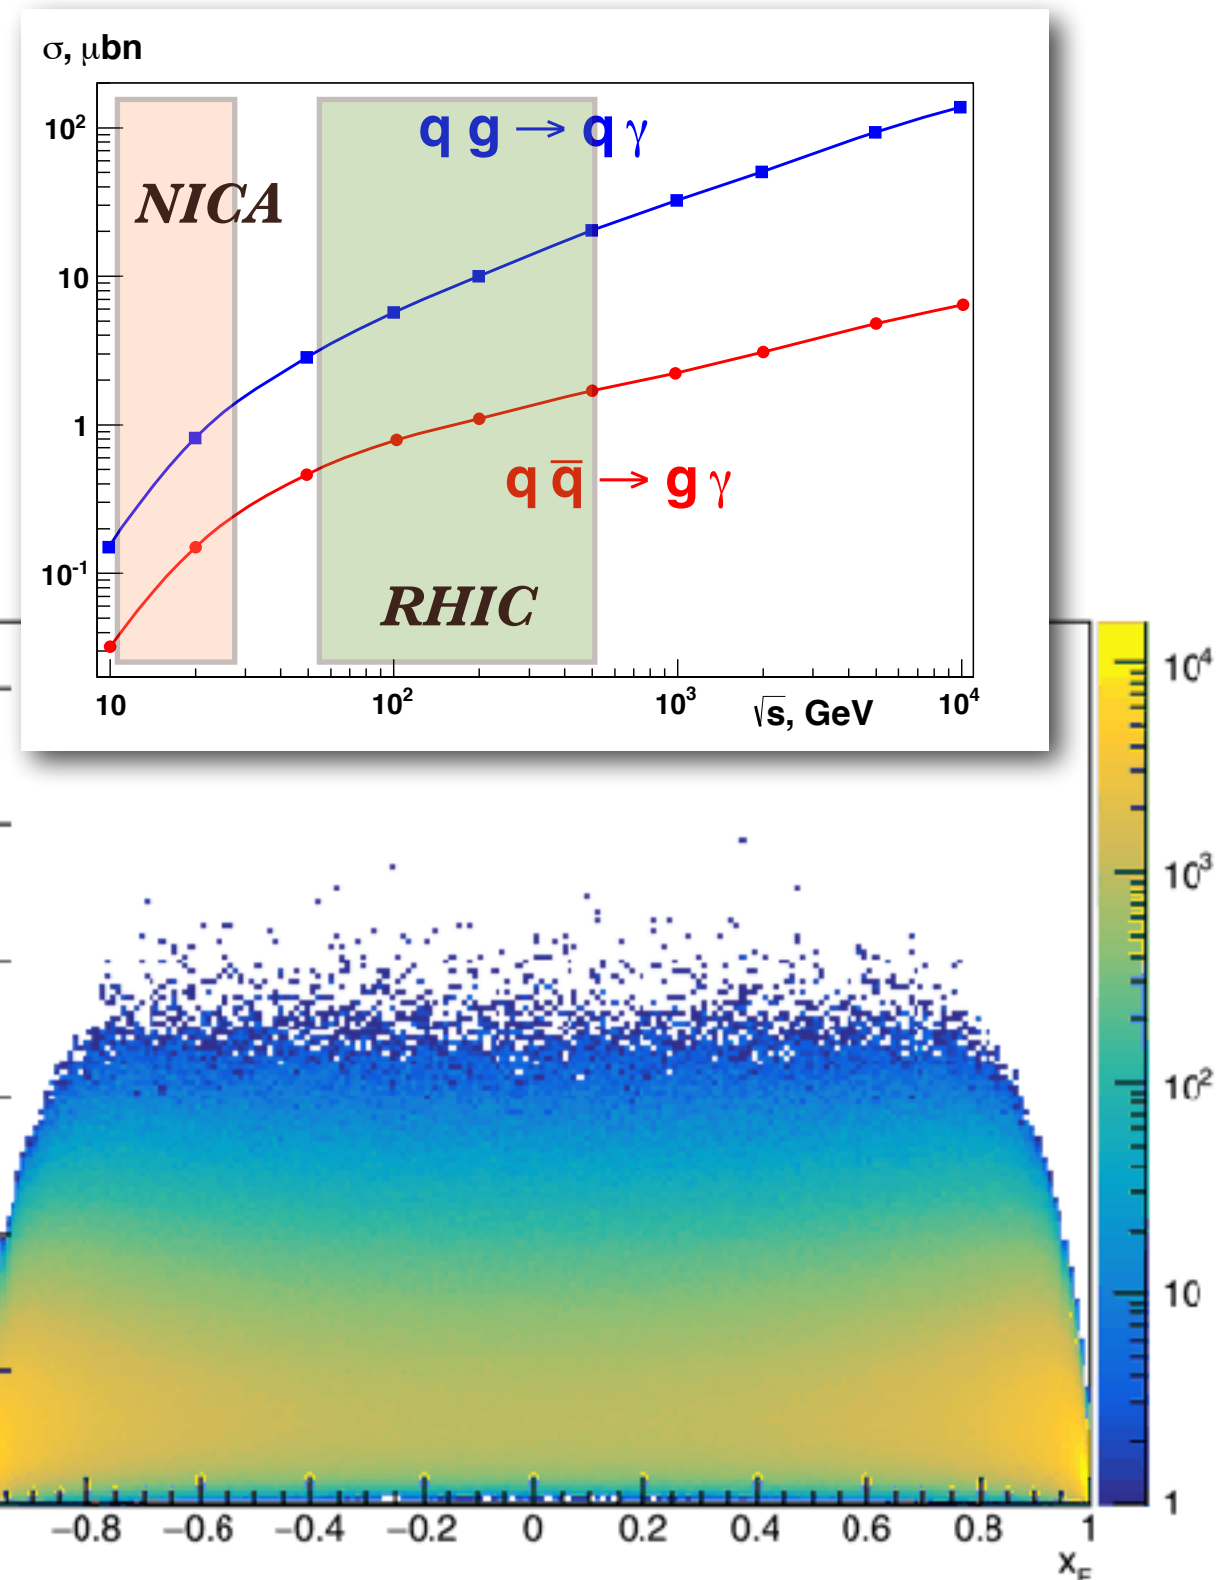 σ, μbn
10²
q g → q γ
NICA
10
1
q q̅ → g γ
10⁻¹
RHIC
10 10² 10³ 10⁴
√s, GeV
10⁴
10³
10²
10
1
−0.8 −0.6 −0.4 −0.2 0 0.2 0.4 0.6 0.8 1
x_F